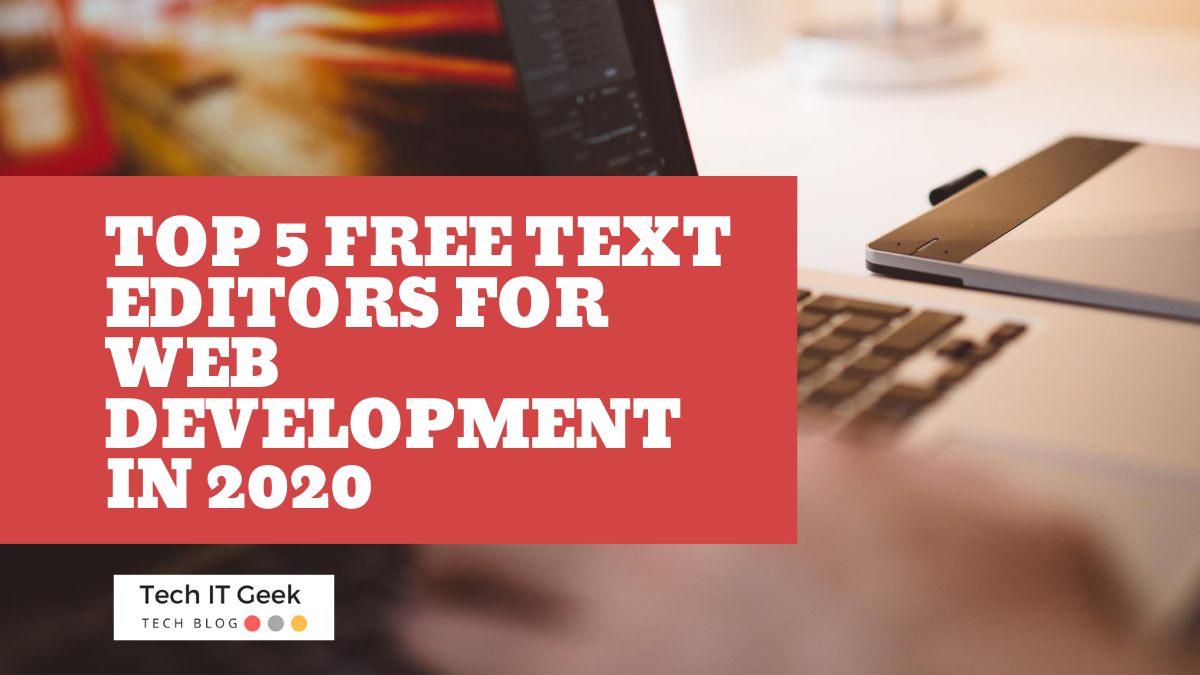 TOP 5 FREE TEXT
EDITORS FOR
WEB
DEVELOPMENT
IN 2020
Tech IT Geek
TECH BLOG